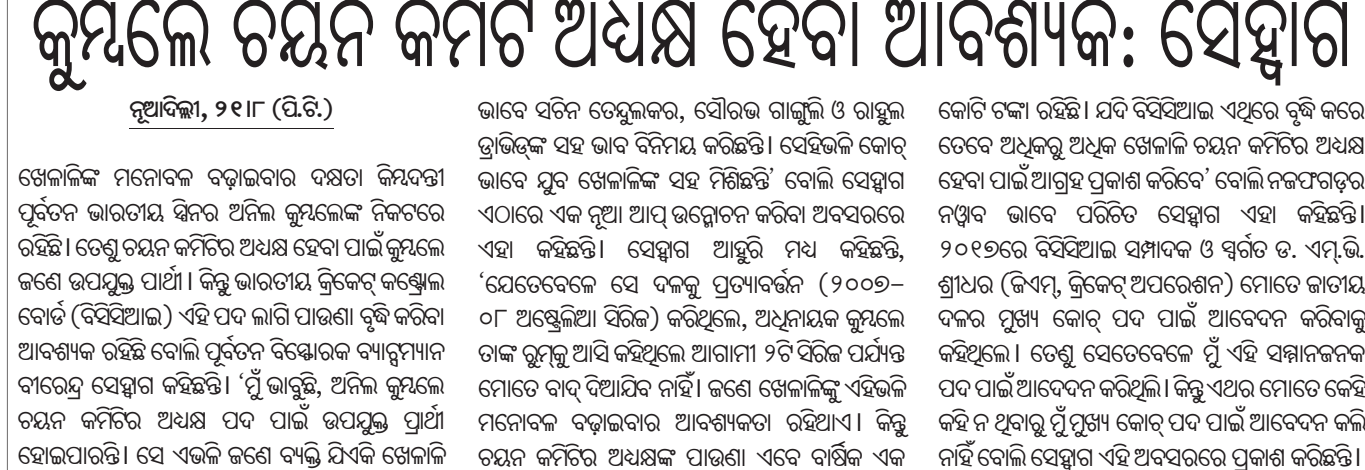 କୁମ୍ବଲେ ଚୟନ କମିଟି ଅଧ୍ୟକ୍ଷ ହେବା ଆବଶ୍ୟକ: ସେହ୍ୱାଗ
ନୂଆଦିଲ୍ଲୀ, ୨୧।୮ (ପି.ଟି.)
ଖେଳାଳିଙ୍କ ମନୋବଳ ବଢ଼ାଇବାର ଦକ୍ଷତା କିମ୍ବଦନ୍ତୀ
ପୂର୍ବତନ ଭାରତୀୟ ସ୍ପିନର ଅନିଲ କୁମ୍ବଲେଙ୍କ ନିକଟରେ
ରହିଛି। ତେଣୁ ଚୟନ କମିଟିର ଅଧ୍ୟକ୍ଷ ହେବା ପାଇଁ କୁମ୍ବଲେ
ଜଣେ ଉପଯୁକ୍ତ ପାର୍ଥୀ। କିନ୍ତୁ ଭାରତୀୟ କ୍ରିକେଟ୍ କଣ୍ଟ୍ରୋଲ
ବୋର୍ଡ (ବିସିସିଆଇ) ଏହି ପଦ ଲାଗି ପାଉଣା ବୃଦ୍ଧି କରିବା
ଆବଶ୍ୟକ ରହିଛି ବୋଲି ପୂର୍ବତନ ବିସ୍ଫୋରକ ବ୍ୟାଟ୍ସମ୍ୟାନ
ବୀରେନ୍ଦ୍ର ସେହ୍ୱାଗ କହିଛନ୍ତି। ‘ମୁଁ ଭାବୁଛି, ଅନିଲ କୁମ୍ବଲେ
ଚୟନ କମିଟିର ଅଧ୍ୟକ୍ଷ ପଦ ପାଇଁ ଉପଯୁକ୍ତ ପ୍ରାର୍ଥୀ
ହୋଇପାରନ୍ତି। ସେ ଏଭଳି ଜଣେ ବ୍ୟକ୍ତି ଯିଏକି ଖେଳାଳି
ଭାବେ ସଚିନ ତେନ୍ଦୁଲକର, ସୌରଭ ଗାଙ୍ଗୁଲି ଓ ରାହୁଲ
ଡ୍ରାଭିଡ୍‌ଙ୍କ ସହ ଭାବ ବିନିମୟ କରିଛନ୍ତି। ସେହିଭଳି କୋଚ୍
ଭାବେ ଯୁବ ଖେଳାଳିଙ୍କ ସହ ମିଶିଛନ୍ତି’ ବୋଲି ସେହ୍ୱାଗ
ଏଠାରେ ଏକ ନୂଆ ଆପ୍ ଉନ୍ମୋଚନ କରିବା ଅବସରରେ
ଏହା କହିଛନ୍ତି। ସେହ୍ୱାଗ ଆହୁରି ମଧ୍ୟ କହିଛନ୍ତି,
‘ଯେତେବେଳେ ସେ ଦଳକୁ ପ୍ରତ୍ୟାବର୍ତ୍ତନ (୨୦୦୭–
୦୮ ଅଷ୍ଟ୍ରେଲିଆ ସିରିଜ) କରିଥିଲେ, ଅଧିନାୟକ କୁମ୍ବଲେ
ତାଙ୍କ ରୁମ୍‌କୁ ଆସି କହିଥିଲେ ଆଗାମୀ ୨ଟି ସିରିଜ ପର୍ଯ୍ୟନ୍ତ
ମୋତେ ବାଦ୍ ଦିଆଯିବ ନାହିଁ। ଜଣେ ଖେଳାଳିଙ୍କୁ ଏହିଭଳି
ମନୋବଳ ବଢ଼ାଇବାର ଆବଶ୍ୟକତା ରହିଥାଏ। କିନ୍ତୁ
ଚୟନ କମିଟିର ଅଧ୍ୟକ୍ଷଙ୍କ ପାଉଣା ଏବେ ବାର୍ଷିକ ଏକ
କୋଟି ଟଙ୍କା ରହିଛି। ଯଦି ବିସିସିଆଇ ଏଥିରେ ବୃଦ୍ଧି କରେ
ତେବେ ଅଧିକରୁ ଅଧିକ ଖେଳାଳି ଚୟନ କମିଟିର ଅଧ୍ୟକ୍ଷ
ହେବା ପାଇଁ ଆଗ୍ରହ ପ୍ରକାଶ କରିବେ’ ବୋଲି ନଜଫଗଡ଼ର
ନୱାବ ଭାବେ ପରିଚିତ ସେହ୍ୱାଗ ଏହା କହିଛନ୍ତି।
୨୦୧୭ରେ ବିସିସିଆଇ ସମ୍ପାଦକ ଓ ସ୍ୱର୍ଗତ ଡ. ଏମ୍.ଭି.
ଶ୍ରୀଧର (ଜିଏମ୍, କ୍ରିକେଟ୍ ଅପରେଶନ) ମୋତେ ଜାତୀୟ
ଦଳର ମୁଖ୍ୟ କୋଚ୍ ପଦ ପାଇଁ ଆବେଦନ କରିବାକୁ
କହିଥିଲେ। ତେଣୁ ସେତେବେଳେ ମୁଁ ଏହି ସମ୍ମାନଜନକ
ପଦ ପାଇଁ ଆଦେଦନ କରିଥିଲି। କିନ୍ତୁ ଏଥର ମୋତେ କେହି
କହି ନ ଥିବାରୁ ମୁଁ ମୁଖ୍ୟ କୋଚ୍ ପଦ ପାଇଁ ଆବେଦନ କଲି
ନାହିଁ ବୋଲି ସେହ୍ୱାଗ ଏହି ଅବସରରେ ପ୍ରକାଶ କରିଛନ୍ତି।